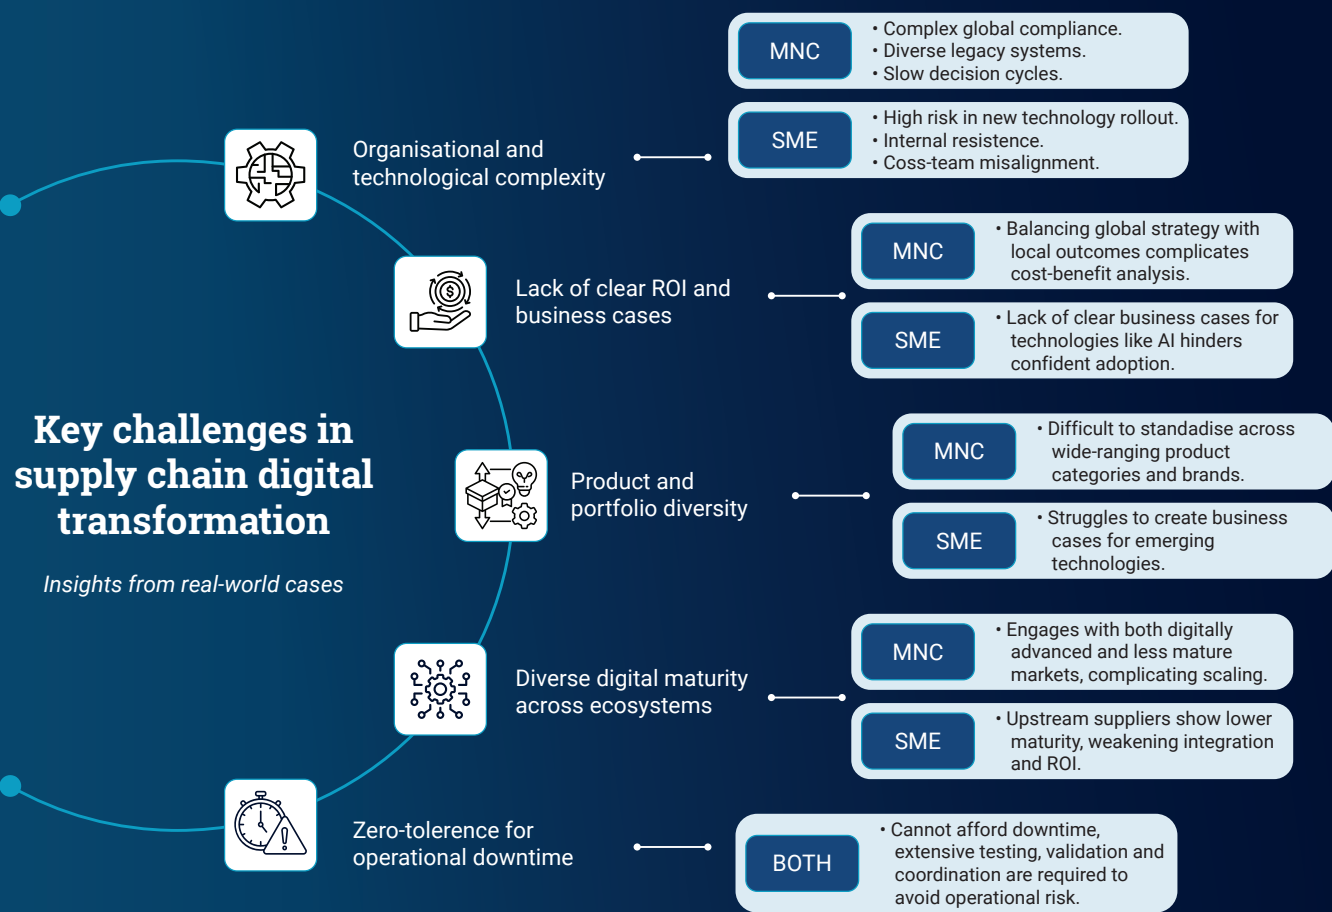 Key challenges in
supply chain digital
transformation
Insights from real-world cases
Organisational and
technological complexity
MNC
• Complex global compliance.
• Diverse legacy systems.
• Slow decision cycles.
SME
• High risk in new technology rollout.
• Internal resistence.
• Coss-team misalignment.
Lack of clear ROI and
business cases
MNC
• Balancing global strategy with
local outcomes complicates
cost-benefit analysis.
SME
• Lack of clear business cases for
technologies like AI hinders
confident adoption.
Product and
portfolio diversity
MNC
• Difficult to standadise across
wide-ranging product
categories and brands.
SME
• Struggles to create business
cases for emerging
technologies.
Diverse digital maturity
across ecosystems
MNC
• Engages with both digitally
advanced and less mature
markets, complicating scaling.
SME
• Upstream suppliers show lower
maturity, weakening integration
and ROI.
Zero-tolerence for
operational downtime
BOTH
• Cannot afford downtime,
extensive testing, validation and
coordination are required to
avoid operational risk.